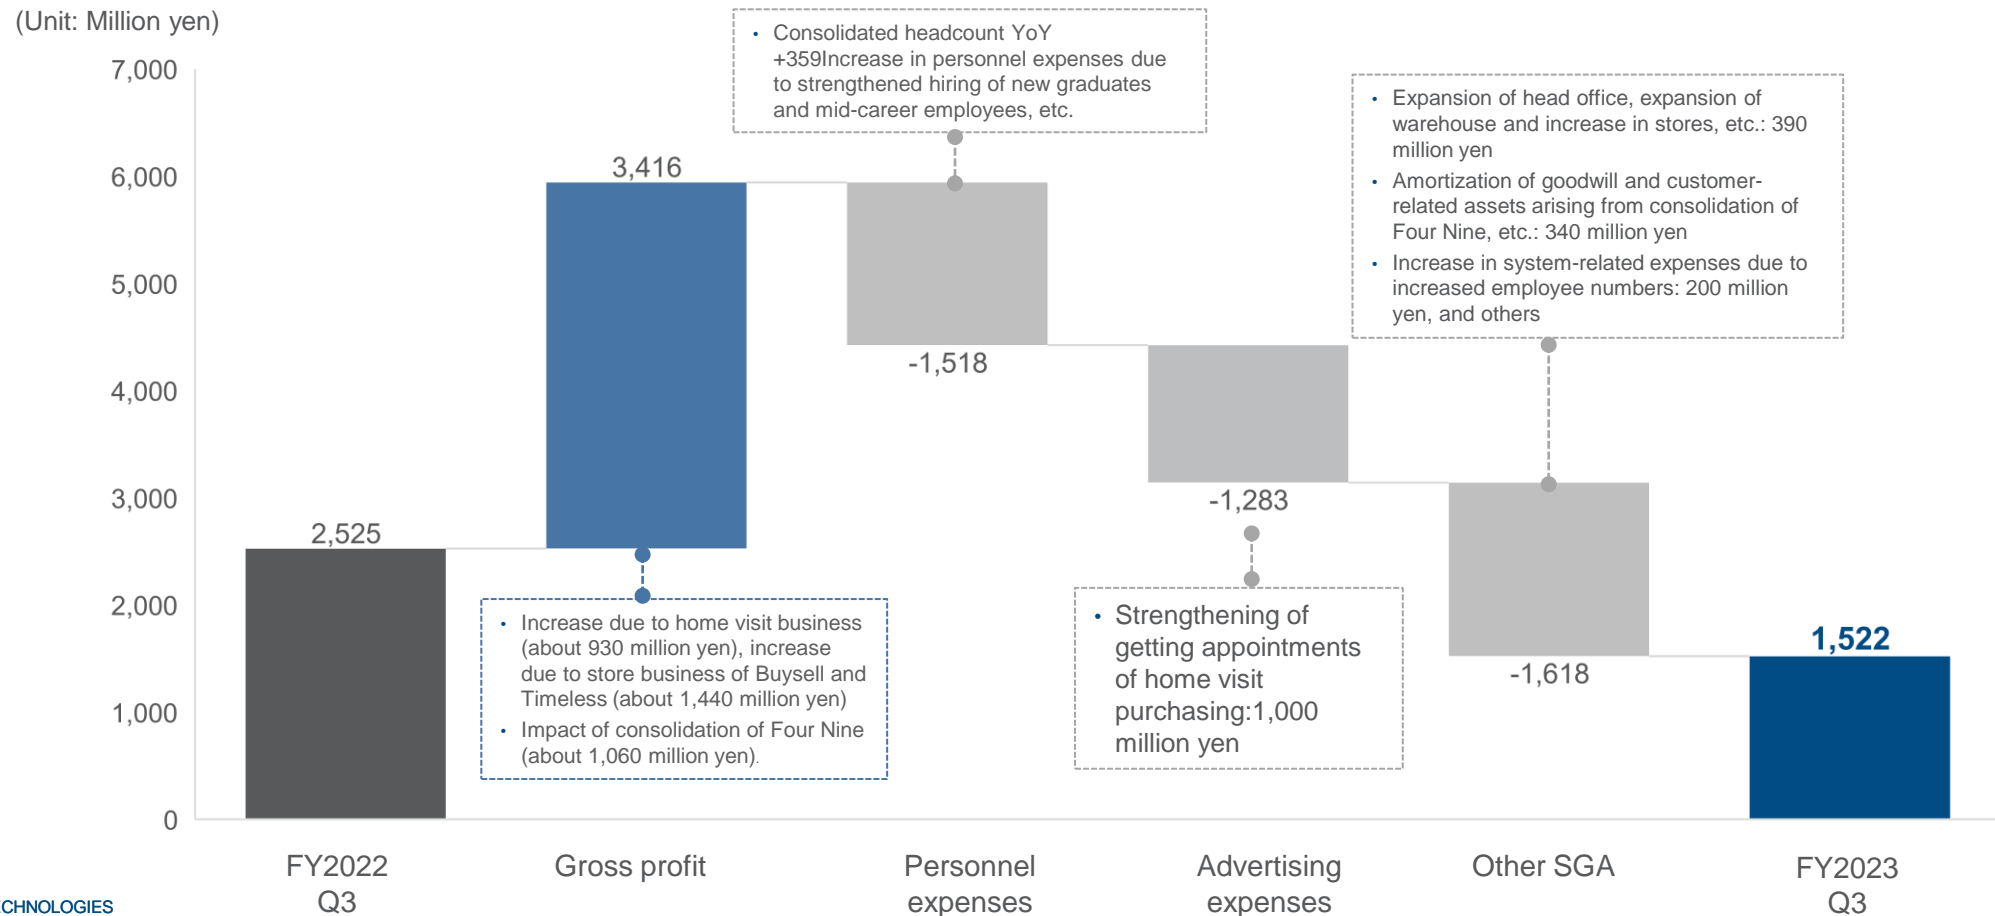 (Unit: Million yen)
7,000
6,000
5,000
4,000
3,000
2,000
1,000
0
2,525
3,416
-1,518
-1,283
-1,618
1,522
• Consolidated headcount YoY
+359Increase in personnel expenses due
to strengthened hiring of new graduates
and mid-career employees, etc.
• Expansion of head office, expansion of
warehouse and increase in stores, etc.: 390
million yen
• Amortization of goodwill and customer-
related assets arising from consolidation of
Four Nine, etc.: 340 million yen
• Increase in system-related expenses due to
increased employee numbers: 200 million
yen, and others
• Increase due to home visit business
(about 930 million yen), increase
due to store business of Buysell and
Timeless (about 1,440 million yen)
• Impact of consolidation of Four Nine
(about 1,060 million yen).
• Strengthening of
getting appointments
of home visit
purchasing:1,000
million yen
FY2022
Q3
Gross profit
Personnel
expenses
Advertising
expenses
Other SGA
FY2023
Q3
ECHNOLOGIES